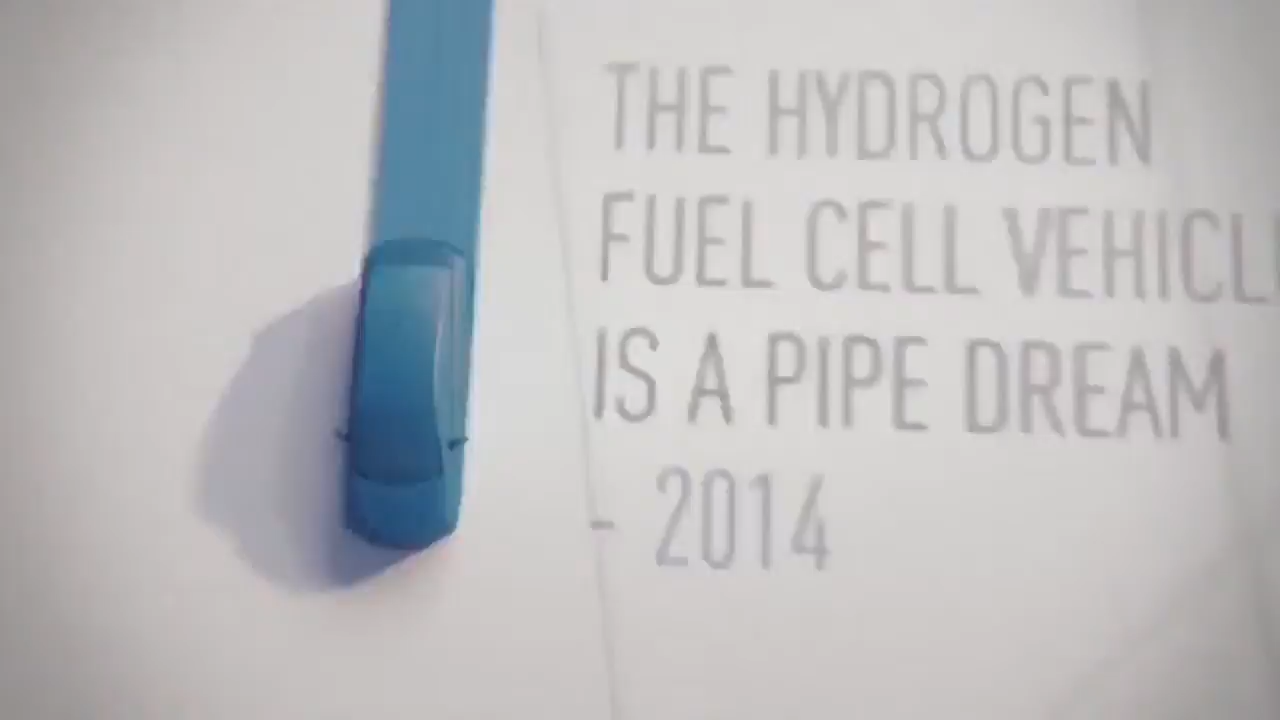 THE HYDROGEN
FUEL CELL VEHICL
IS A PIPE DREAM
- 2014